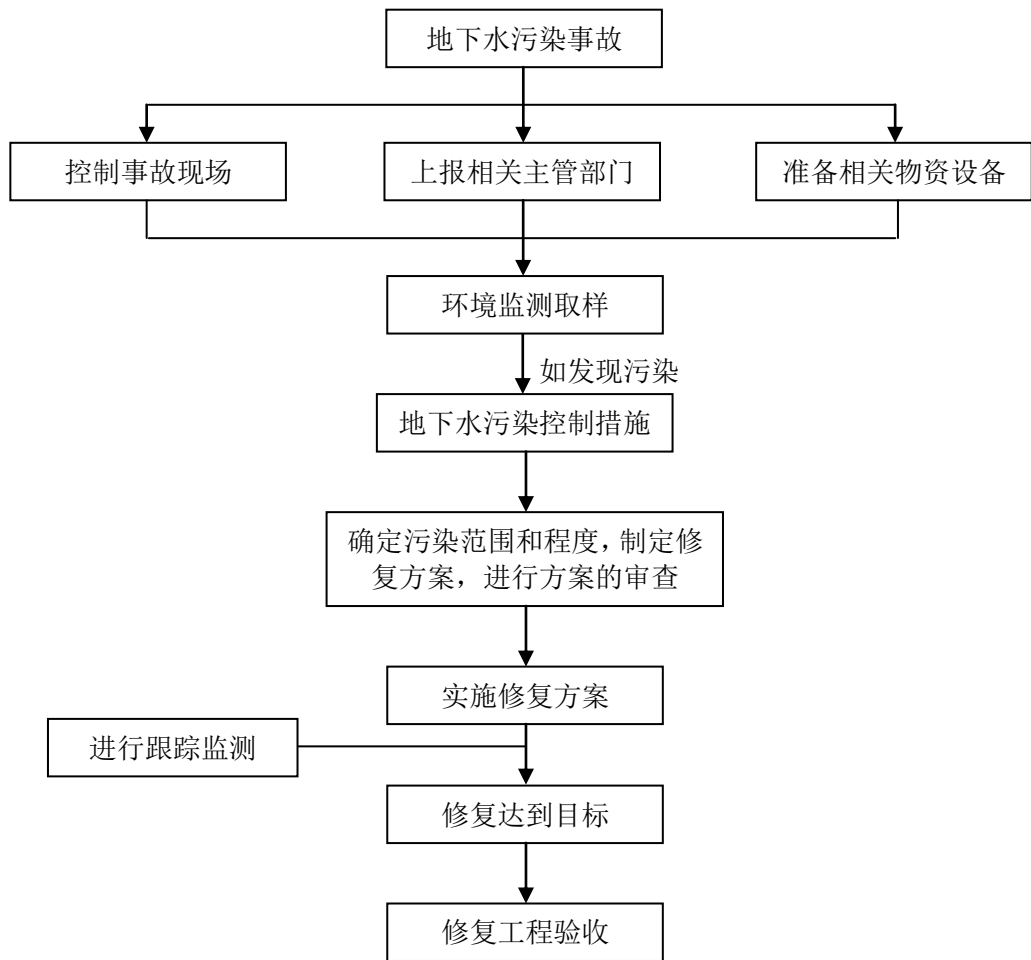 地下水污染事故
控制事故现场
上报相关主管部门
准备相关物资设备
环境监测取样
如发现污染
地下水污染控制措施
确定污染范围和程度，制定修
复方案，进行方案的审查
实施修复方案
进行跟踪监测
修复达到目标
修复工程验收